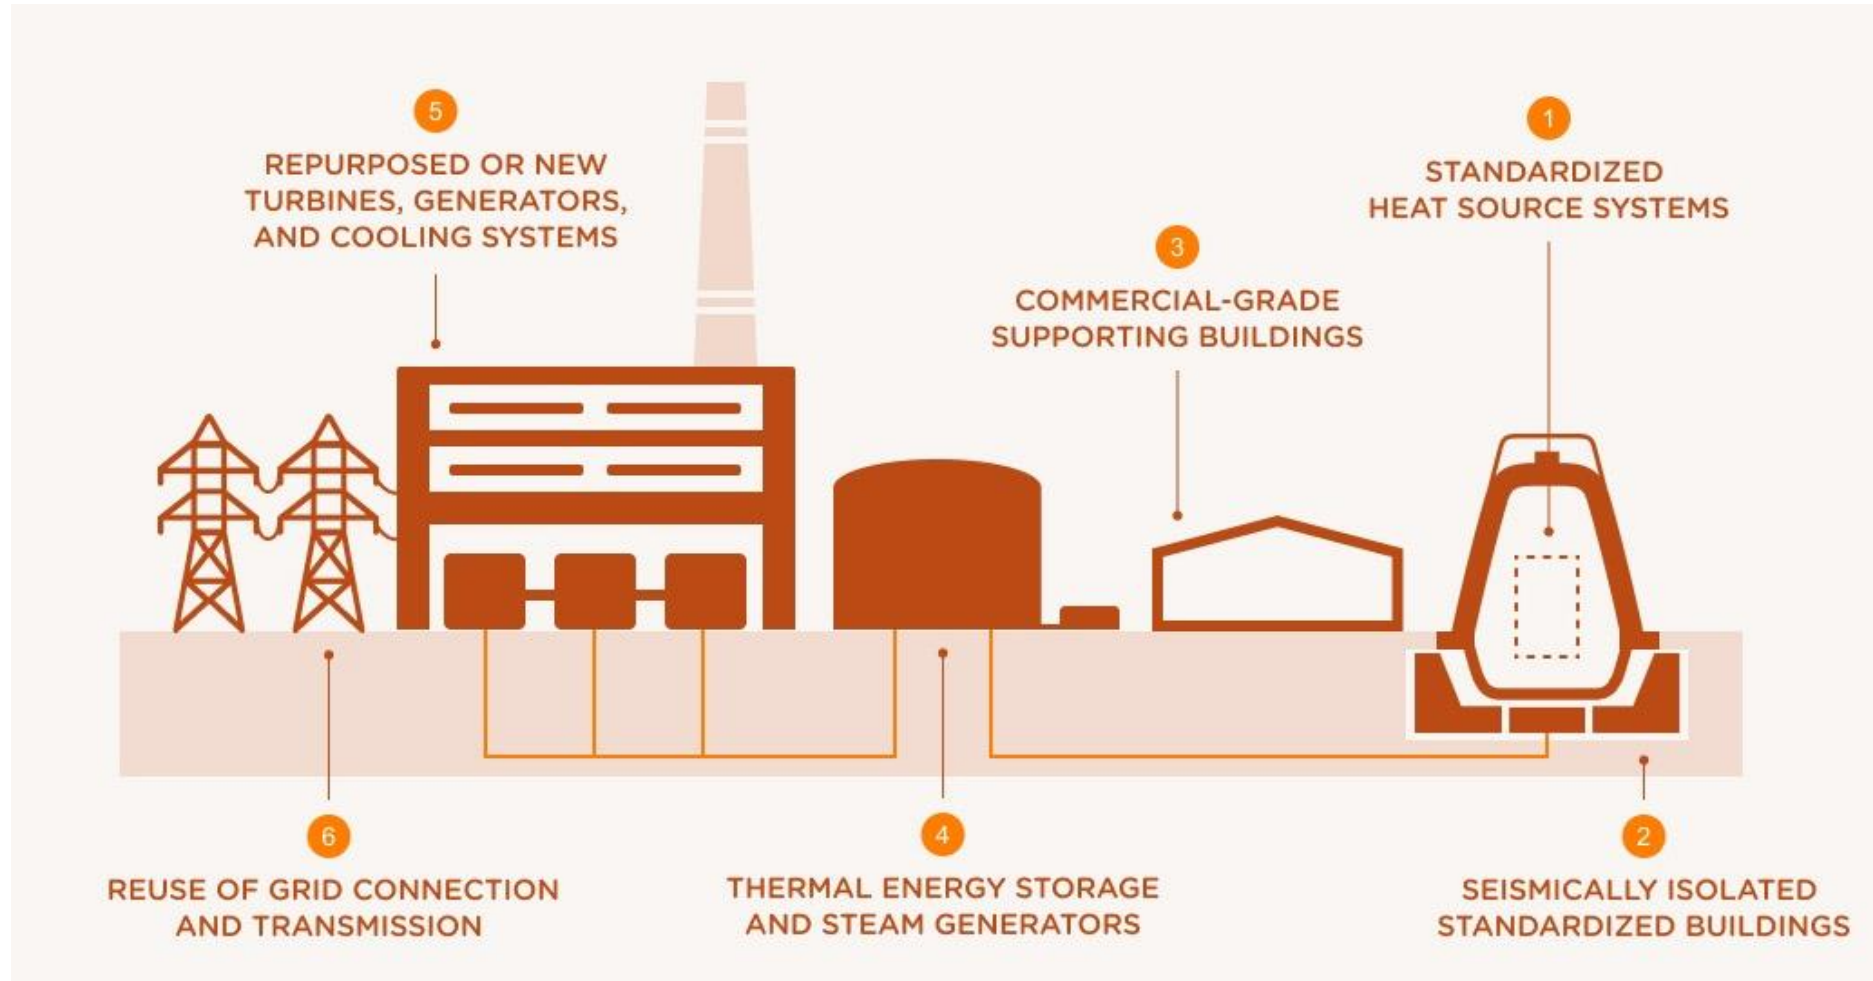 5
REPURPOSED OR NEW
TURBINES, GENERATORS,
AND COOLING SYSTEMS
1
STANDARDIZED
HEAT SOURCE SYSTEMS
3
COMMERCIAL-GRADE
SUPPORTING BUILDINGS
6
REUSE OF GRID CONNECTION
AND TRANSMISSION
4
THERMAL ENERGY STORAGE
AND STEAM GENERATORS
2
SEISMICALLY ISOLATED
STANDARDIZED BUILDINGS